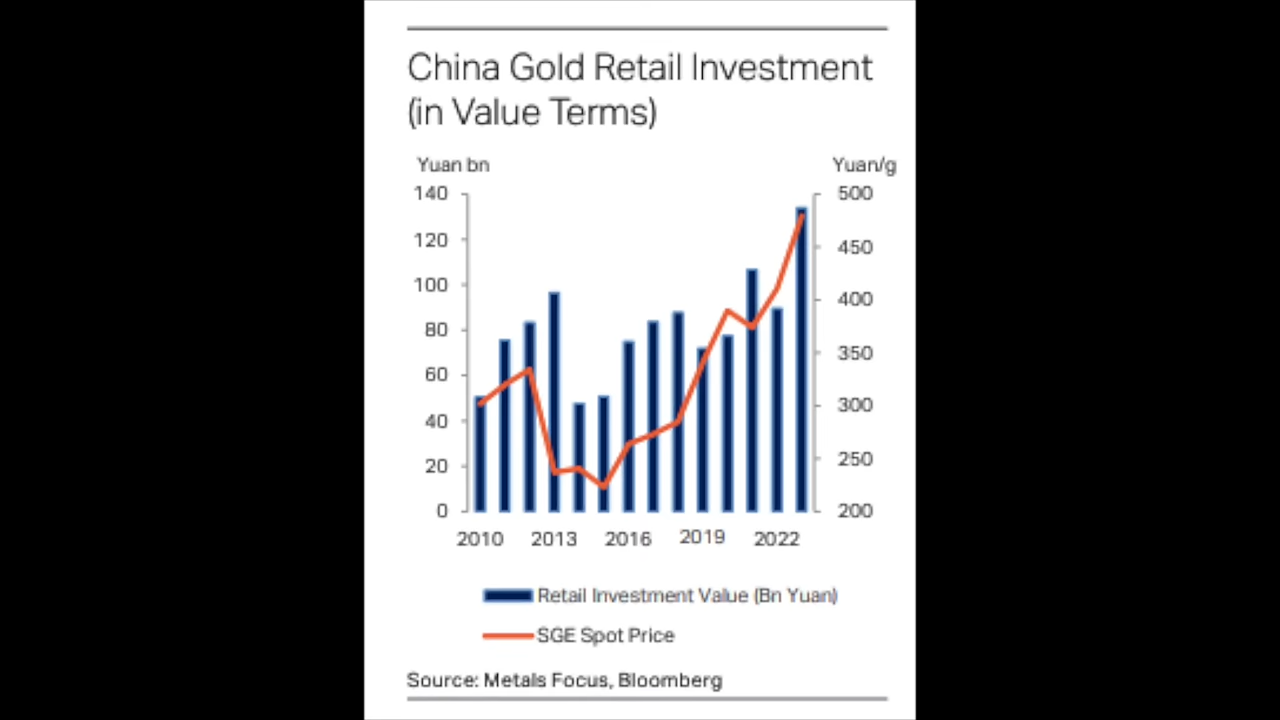 China Gold Retail Investment
(in Value Terms)
Yuan bn Yuan/g
140 500
120 450
100 400
80 350
60 300
40 250
20 200
0
2010 2013 2016 2019 2022
Retail Investment Value (Bn Yuan)
SGE Spot Price
Source: Metals Focus, Bloomberg